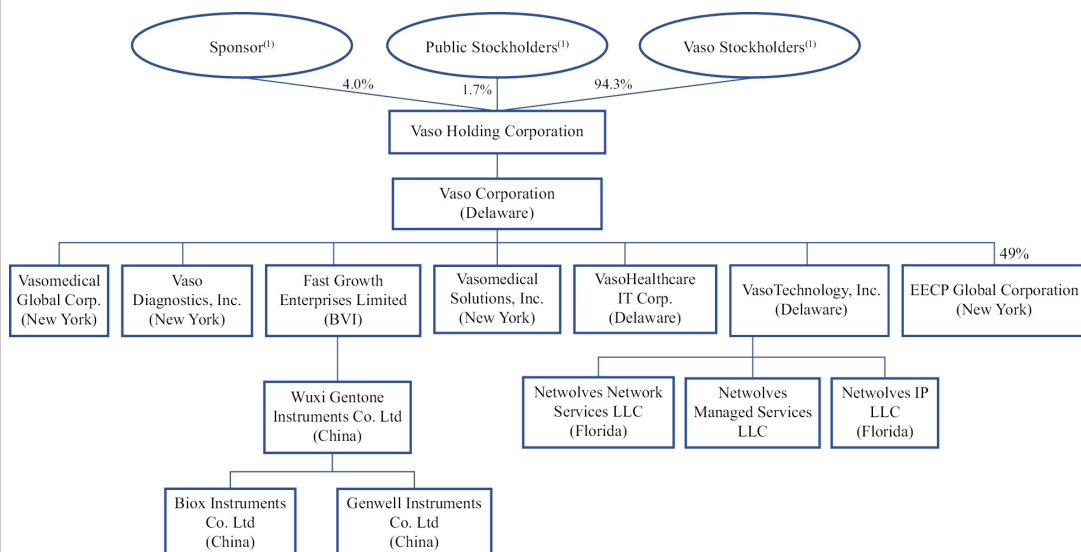 Sponsor(1)
Public Stockholders(1)
Vaso Stockholders(1)
4.0%
1.7%
94.3%
Vaso Holding Corporation
Vaso Corporation
(Delaware)
49%
Vasomedical
Global Corp.
(New York)
Vaso
Diagnostics, Inc.
(New York)
Fast Growth
Enterprises Limited
(BVI)
Vasomedical
Solutions, Inc.
(New York)
VasoHealthcare
IT Corp.
(Delaware)
VasoTechnology, Inc.
(Delaware)
EECP Global Corporation
(New York)
Wuxi Gentone
Instruments Co. Ltd
(China)
Netwolves Network
Services LLC
(Florida)
Netwolves
Managed Services
LLC
Netwolves IP
LLC
(Florida)
Biox Instruments
Co. Ltd
(China)
Genwell Instruments
Co. Ltd
(China)